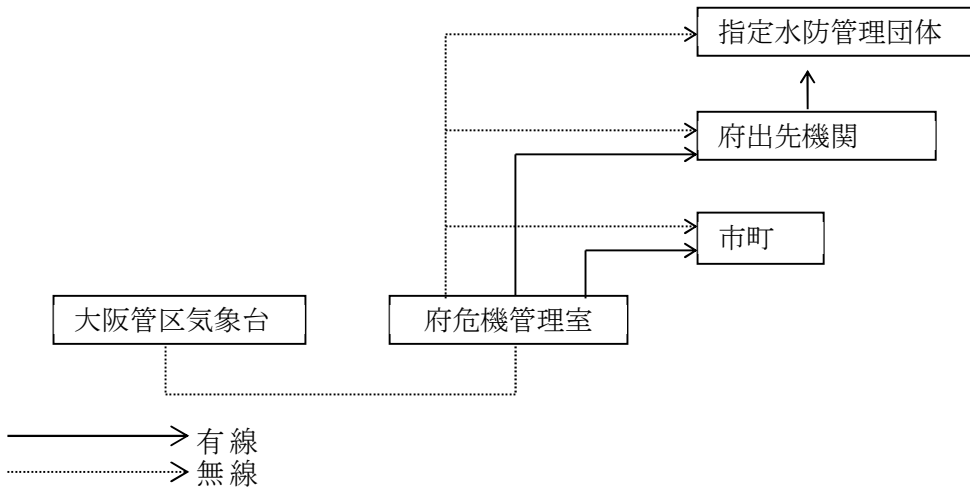 指定水防管理団体
府出先機関
市町
大阪管区気象台
府危機管理室
有線
無線